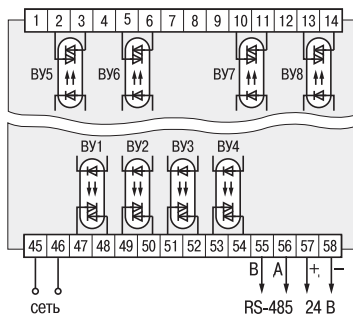 1 2 3 4 5 6 7 8 9 10 11 12 13 14
ВУ5 ВУ6 ВУ7 ВУ8
ВУ1 ВУ2 ВУ3 ВУ4
45 46 47 48 49 50 51 52 53 54 55 56 57 58
B A + −
сеть RS-485 24 В